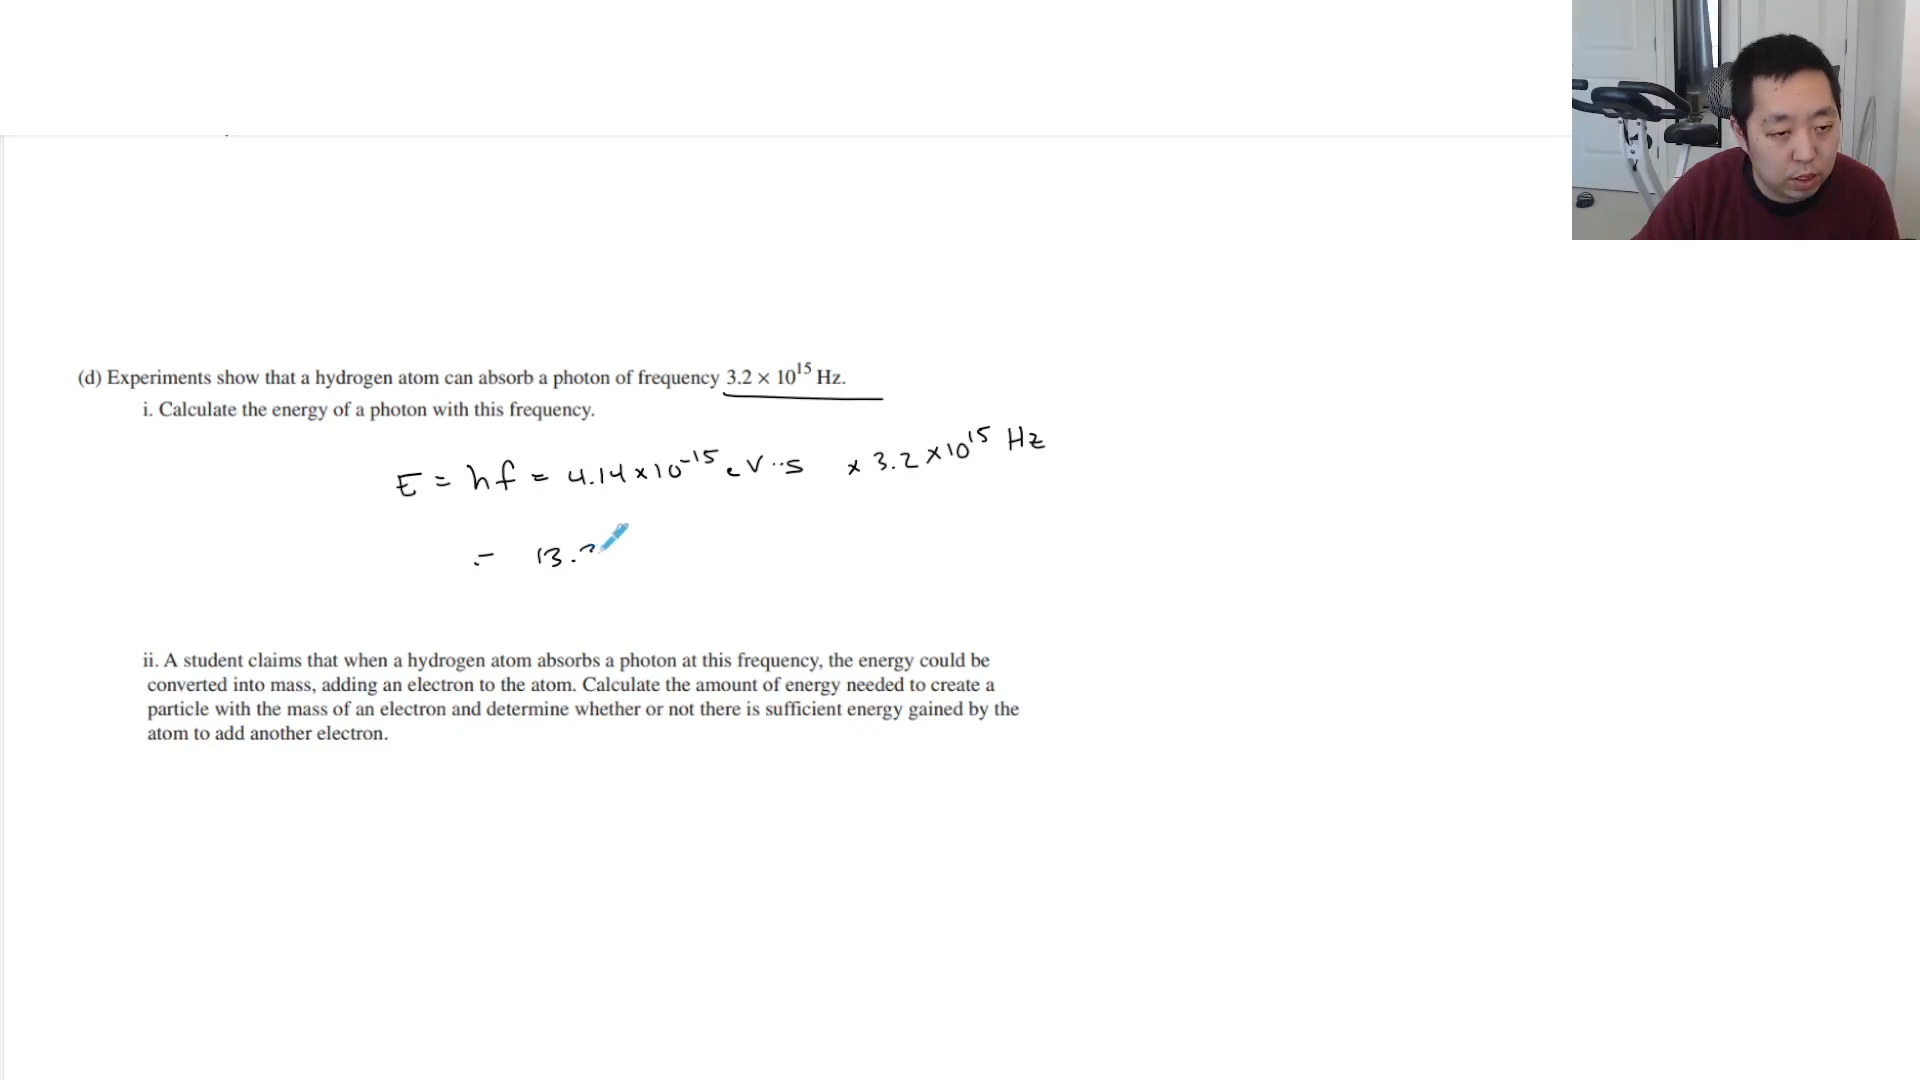 (d) Experiments show that a hydrogen atom can absorb a photon of frequency 3.2 × 10¹⁵ Hz.
i. Calculate the energy of a photon with this frequency.
E = hf = 4.14 × 10⁻¹⁵ eV·s × 3.2 × 10¹⁵ Hz
= 13.2
ii. A student claims that when a hydrogen atom absorbs a photon at this frequency, the energy could be
converted into mass, adding an electron to the atom. Calculate the amount of energy needed to create a
particle with the mass of an electron and determine whether or not there is sufficient energy gained by the
atom to add another electron.